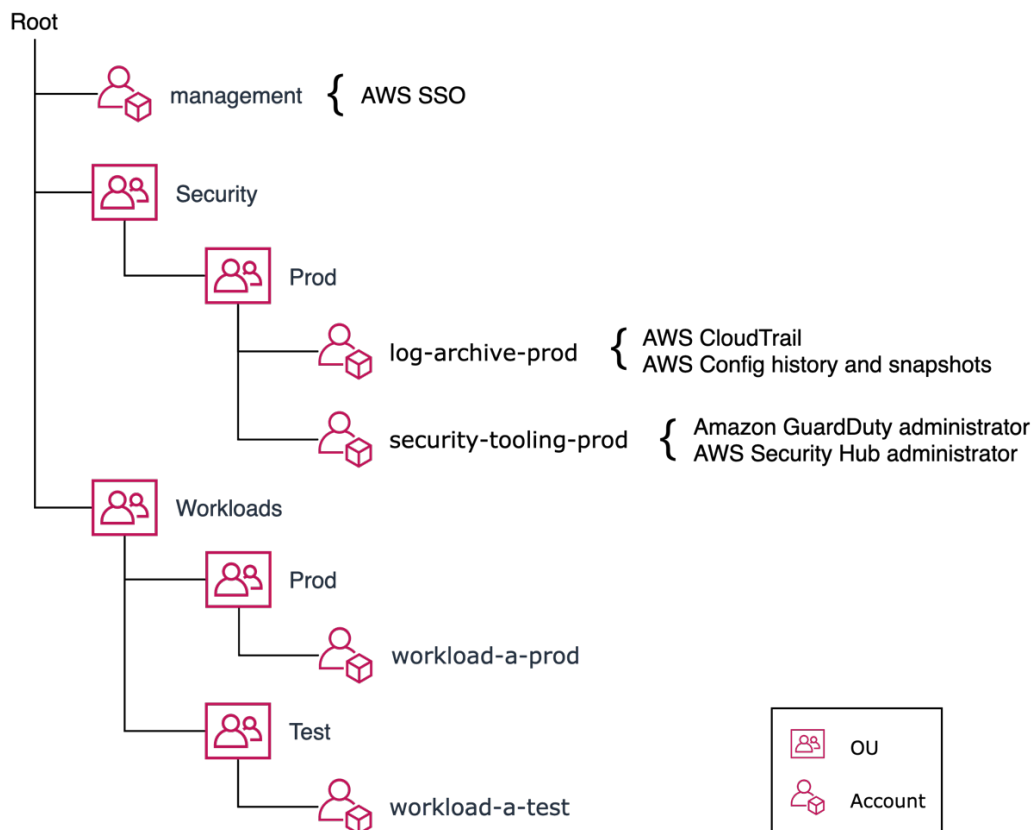 Root
management
AWS SSO
Security
Prod
log-archive-prod
AWS CloudTrail
AWS Config history and snapshots
security-tooling-prod
Amazon GuardDuty administrator
AWS Security Hub administrator
Workloads
Prod
workload-a-prod
Test
workload-a-test
OU
Account